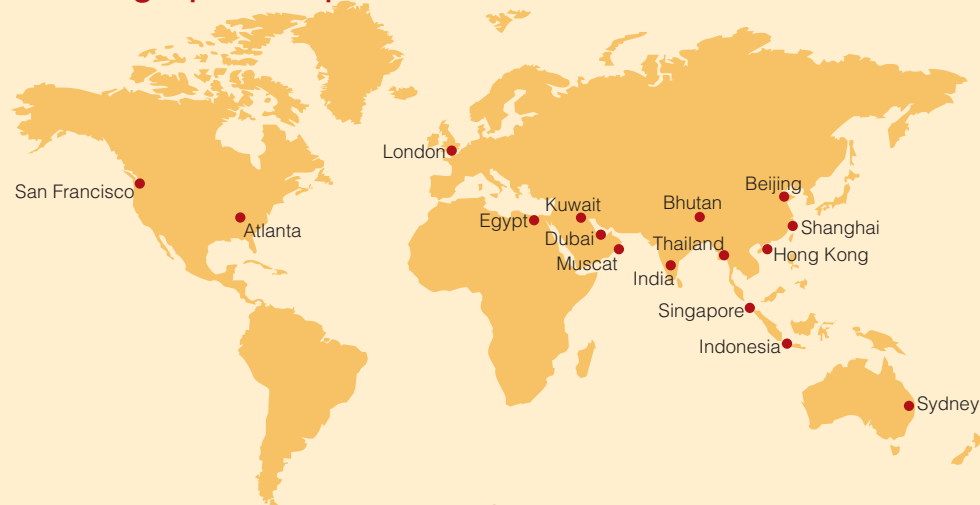 London
San Francisco
Atlanta
Egypt
Kuwait
Dubai
Muscat
Bhutan
Beijing
Shanghai
Thailand
Hong Kong
India
Singapore
Indonesia
Sydney